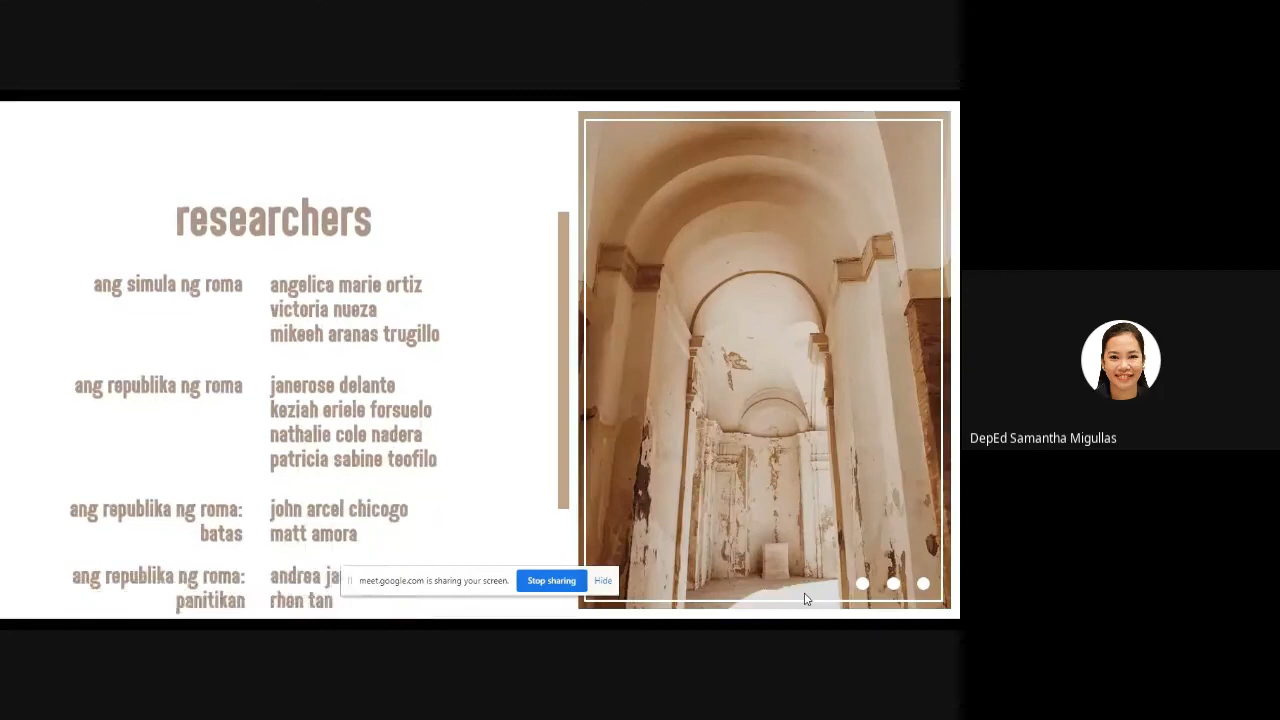 researchers
ang simula ng roma
angelica marie ortiz
victoria nueza
mikeeh aranas trugillo
ang republika ng roma
janerose delante
keziah eriele forsuelo
nathalie cole nadera
patricia sabine teofilo
ang republika ng roma:
batas
john arcel chicogo
matt amora
ang republika ng roma:
panitikan
andrea
rhen tan
meet.google.com is sharing your screen.
Stop sharing
Hide
DepEd Samantha Migullas